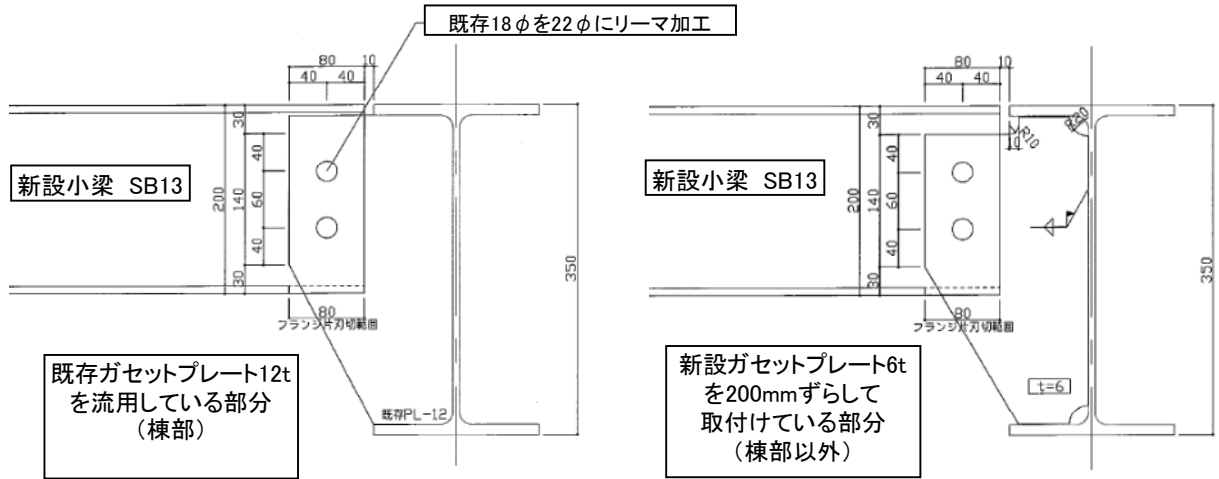 既存18φを22φにリーマ加工
80
10
40
40
30
40
新設小梁 SB13
200
140
60
40
30
350
80
フランジ片刃切範囲
既存ガセットプレート12t
を流用している部分
（棟部）
既存PL-12
80
10
40
40
30
R20
R10
10
40
新設小梁 SB13
200
140
60
40
30
350
80
フランジ片刃切範囲
新設ガセットプレート6t
を200mmずらして
取付けている部分
（棟部以外）
t=6